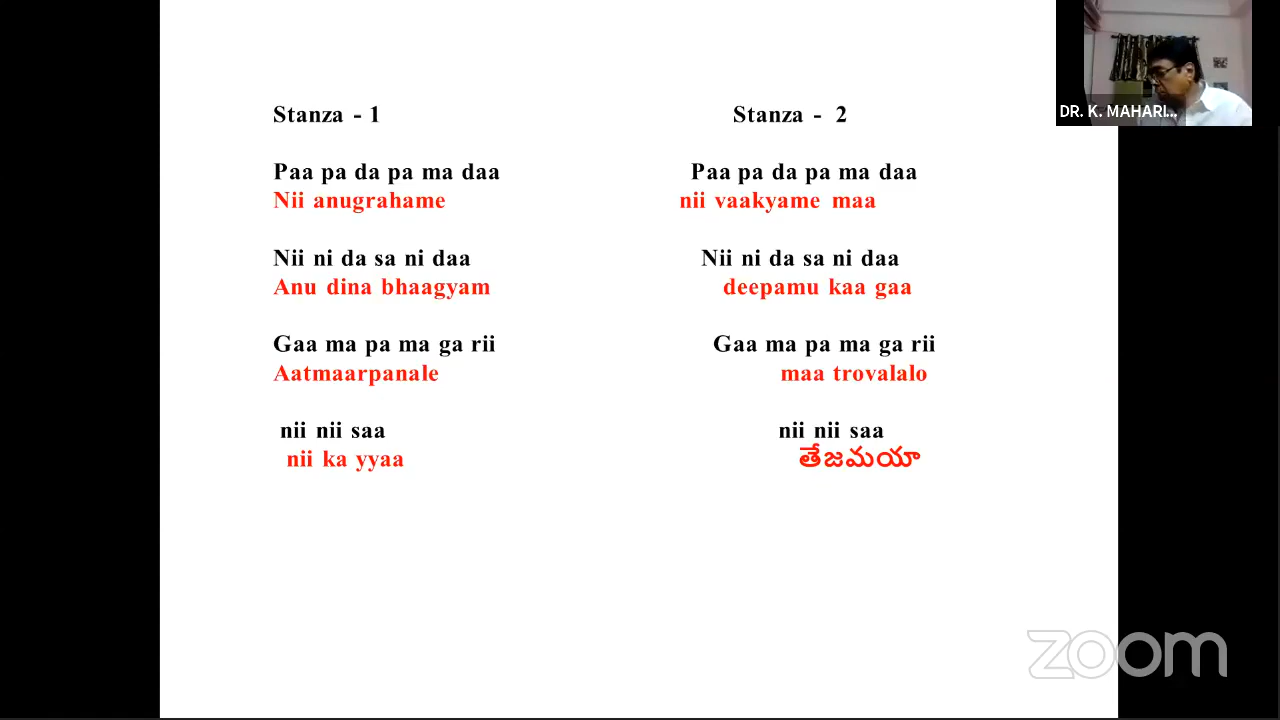 Stanza - 1
Paa pa da pa ma daa
Nii anugrahame
Nii ni da sa ni daa
Anu dina bhaagyam
Gaa ma pa ma ga rii
Aatmaarpanale
nii nii saa
nii ka yyaa
Stanza - 2
Paa pa da pa ma daa
nii vaakyame maa
Nii ni da sa ni daa
deepamu kaa gaa
Gaa ma pa ma ga rii
maa trovalalo
nii nii saa
తేజమయా
DR. K. MAHARI...
zoom